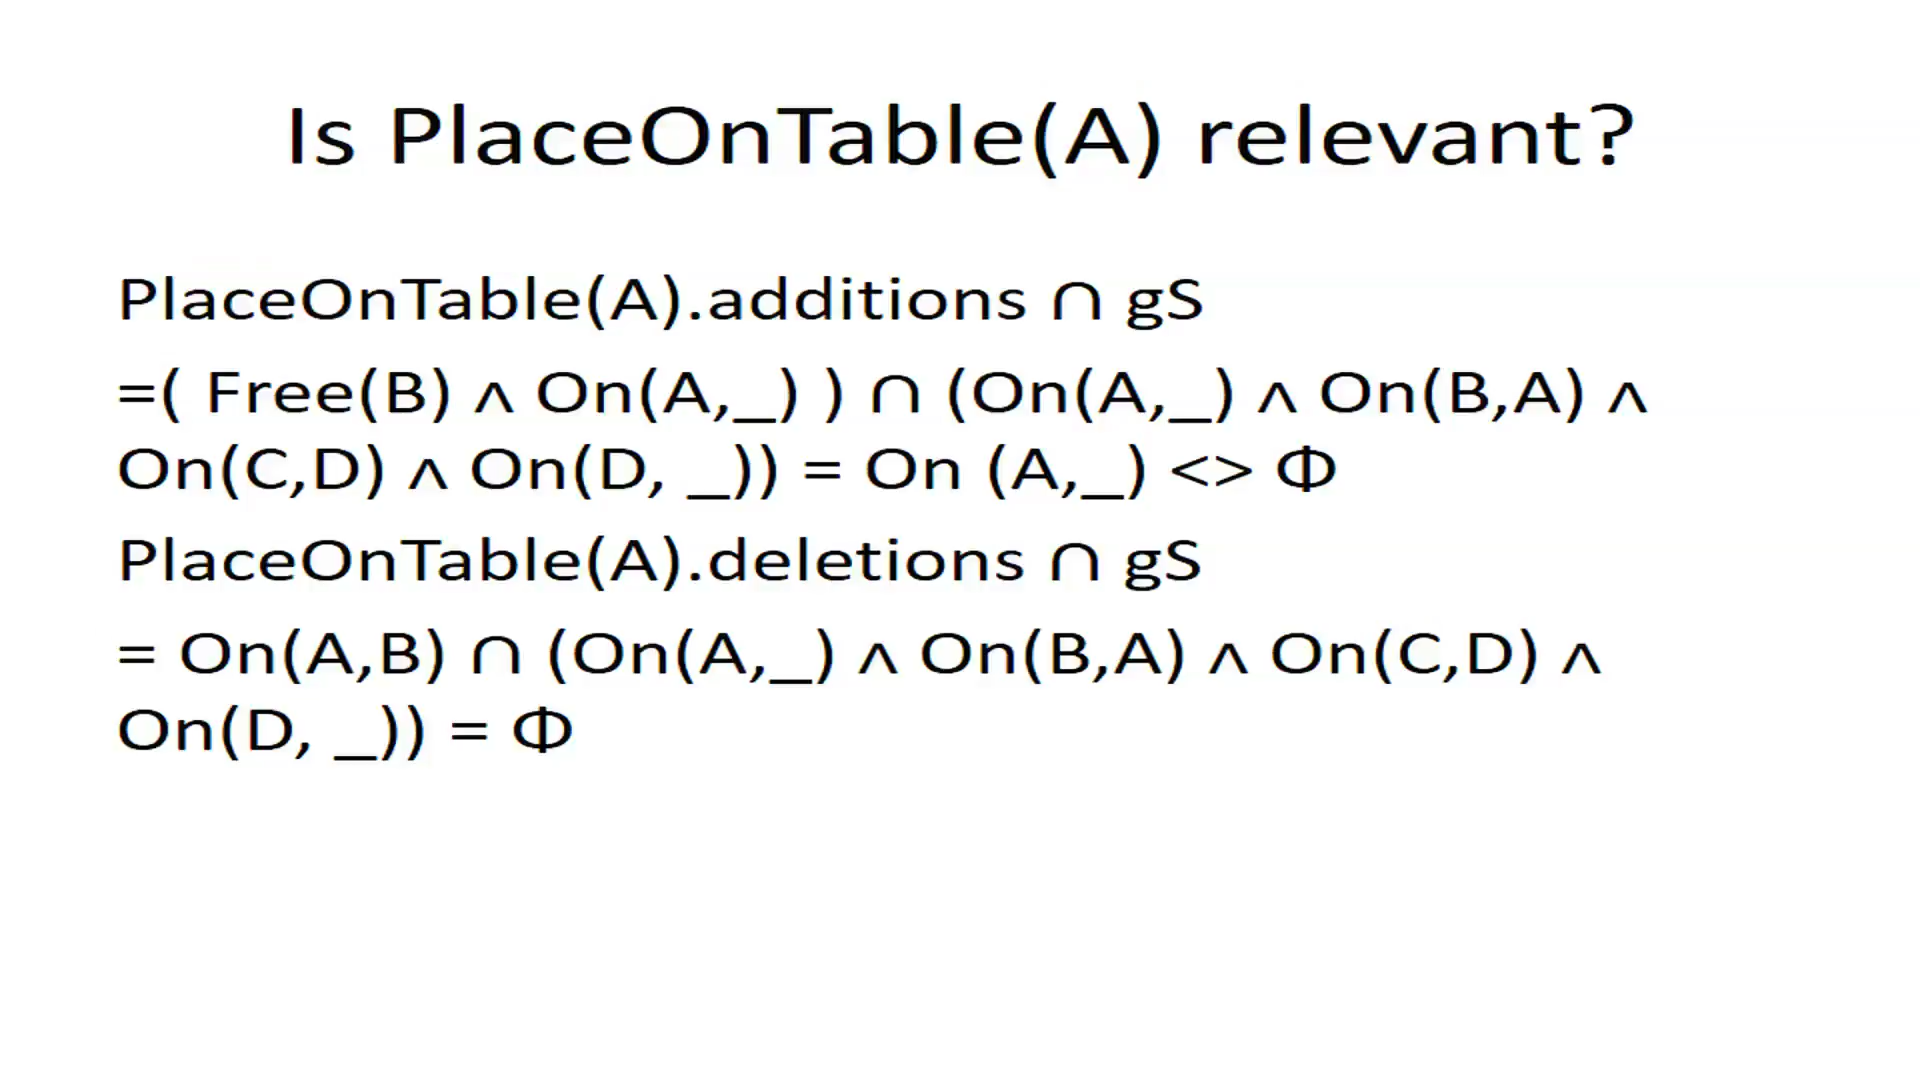 Is PlaceOnTable(A) relevant?
PlaceOnTable(A).additions ∩ gS
=( Free(B) ∧ On(A,_) ) ∩ (On(A,_) ∧ On(B,A) ∧
On(C,D) ∧ On(D, _)) = On (A,_) <> Φ
PlaceOnTable(A).deletions ∩ gS
= On(A,B) ∩ (On(A,_) ∧ On(B,A) ∧ On(C,D) ∧
On(D, _)) = Φ